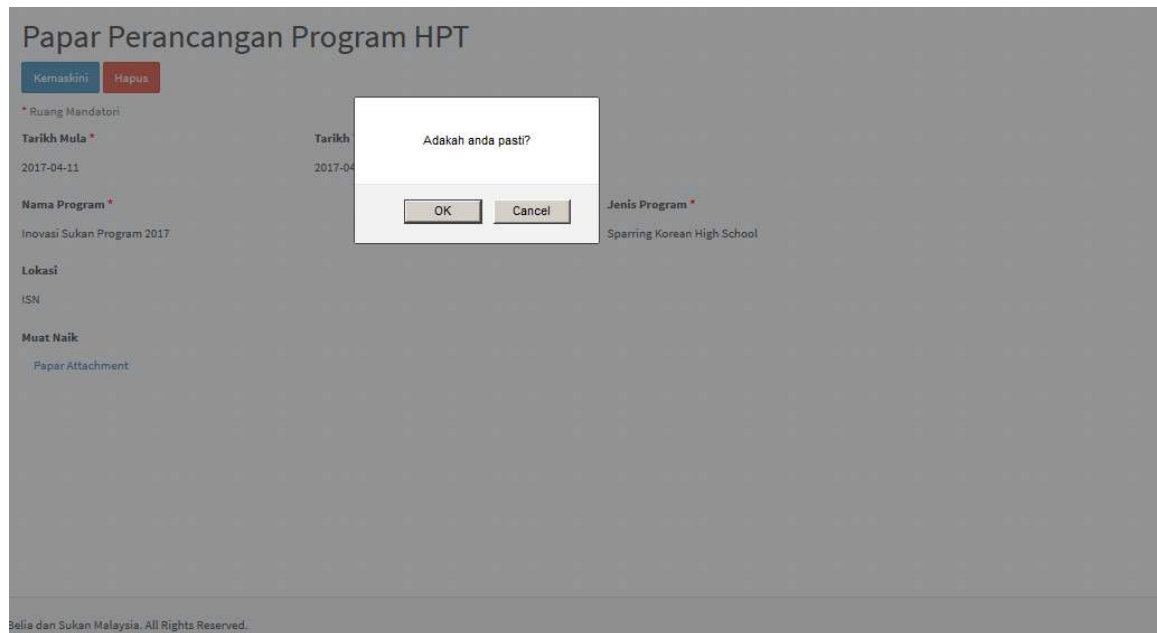 Papar Perancangan Program HPT
Kemaskini Hapus
* Ruang Mandatori
Tarikh Mula * Tarikh
2017-04-11 2017-04
Adakah anda pasti?
OK Cancel
Nama Program * Jenis Program *
Inovasi Sukan Program 2017 Sparring Korean High School
Lokasi
ISN
Muat Naik
Papar Attachment
Belia dan Sukan Malaysia. All Rights Reserved.